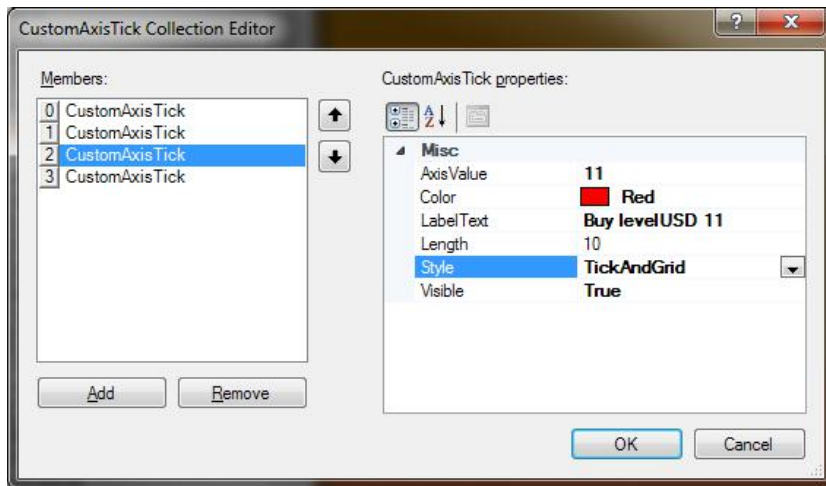 CustomAxisTick Collection Editor
?
X
Members:
CustomAxisTick properties:
0 CustomAxisTick
1 CustomAxisTick
2 CustomAxisTick
3 CustomAxisTick
A
Z
Misc
AxisValue 11
Color Red
LabelText Buy levelUSD 11
Length 10
Style TickAndGrid
Visible True
Add
Remove
OK
Cancel